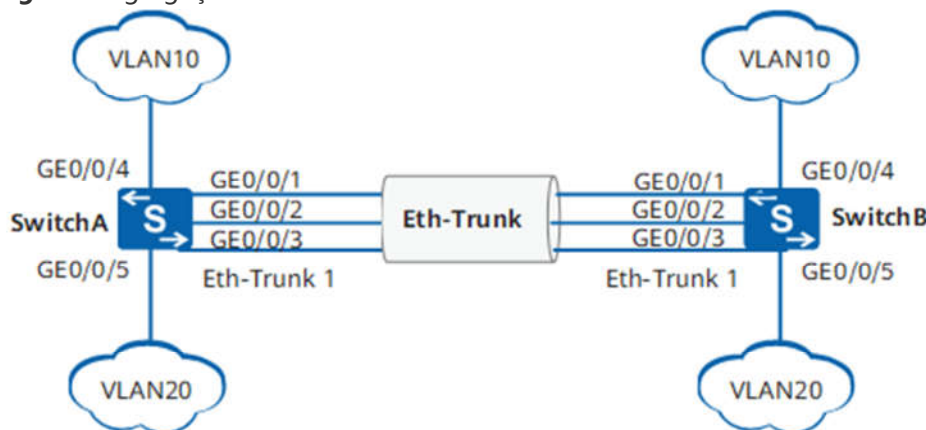 VLAN10 VLAN10
GE0/0/4 GE0/0/4
GE0/0/1 GE0/0/1
SwitchA S GE0/0/2 Eth-Trunk GE0/0/2 S SwitchB
GE0/0/3 GE0/0/3
GE0/0/5 Eth-Trunk 1 Eth-Trunk 1 GE0/0/5
VLAN20 VLAN20